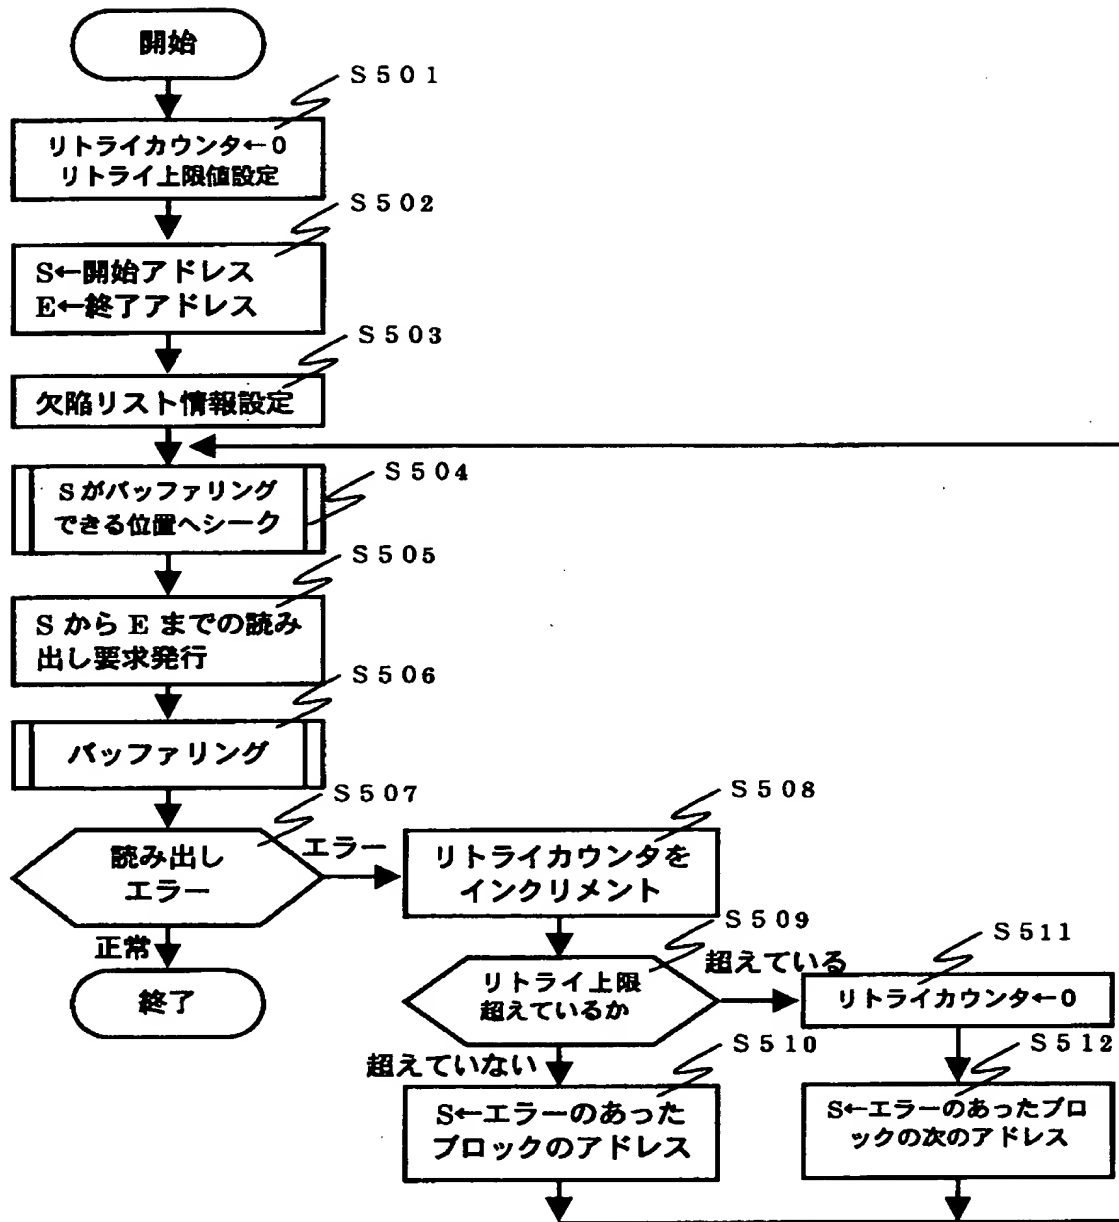 開始
S501
リトライカウンタ←0
リトライ上限値設定
S502
S←開始アドレス
E←終了アドレス
S503
欠陥リスト情報設定
S504
Sがバッファリング
できる位置へシーク
S505
SからEまでの読み
出し要求発行
S506
バッファリング
S507
読み出し
エラー
エラー
正常
終了
S508
リトライカウンタを
インクリメント
S509
リトライ上限
超えているか
超えている
超えていない
S510
S←エラーのあった
ブロックのアドレス
S511
リトライカウンタ←0
S512
S←エラーのあったブロ
ックの次のアドレス